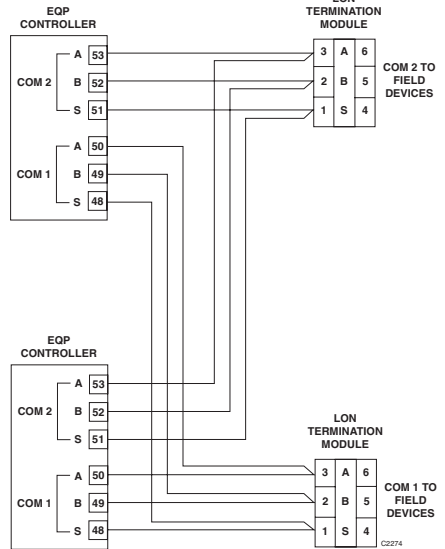 EQP
CONTROLLER
A 53
COM 2 B 52
S 51
A 50
COM 1 B 49
S 48
LON
TERMINATION
MODULE
3 A 6
2 B 5
1 S 4
COM 2 TO
FIELD
DEVICES
EQP
CONTROLLER
A 53
COM 2 B 52
S 51
A 50
COM 1 B 49
S 48
LON
TERMINATION
MODULE
3 A 6
2 B 5
1 S 4
COM 1 TO
FIELD
DEVICES
C2274